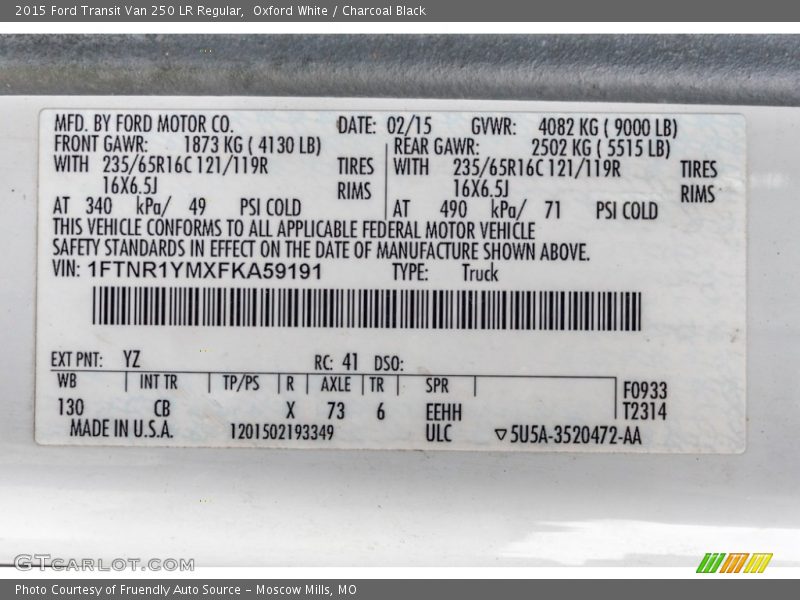 2015 Ford Transit Van 250 LR Regular,  Oxford White / Charcoal Black
MFD. BY FORD MOTOR CO. DATE: 02/15 GVWR: 4082 KG ( 9000 LB)
FRONT GAWR: 1873 KG ( 4130 LB) REAR GAWR: 2502 KG ( 5515 LB)
WITH 235/65R16C 121/119R TIRES WITH 235/65R16C 121/119R TIRES
16X6.5J RIMS 16X6.5J RIMS
AT 340 kPa/ 49 PSI COLD AT 490 kPa/ 71 PSI COLD
THIS VEHICLE CONFORMS TO ALL APPLICABLE FEDERAL MOTOR VEHICLE
SAFETY STANDARDS IN EFFECT ON THE DATE OF MANUFACTURE SHOWN ABOVE.
VIN: 1FTNR1YMXFKA59191 TYPE: Truck
EXT PNT: YZ RC: 41 DSO:
WB INT TR TP/PS R AXLE TR SPR F0933
130 CB X 73 6 EEHH T2314
MADE IN U.S.A. 1201502193349 ULC ▽5U5A-3520472-AA
GTCARLOT.COM
Photo Courtesy of Fruendly Auto Source - Moscow Mills, MO